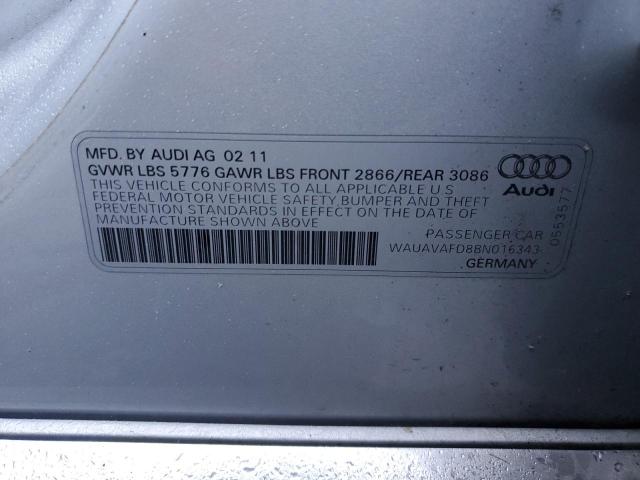 MFD. BY AUDI AG 02 11
GVWR LBS 5776 GAWR LBS FRONT 2866/REAR 3086
THIS VEHICLE CONFORMS TO ALL APPLICABLE U S
FEDERAL MOTOR VEHICLE SAFETY,BUMPER AND THEFT
PREVENTION STANDARDS IN EFFECT ON THE DATE OF
MANUFACTURE SHOWN ABOVE
Audi
PASSENGER CAR
WAUAVAFD8BN016343
GERMANY
0553577